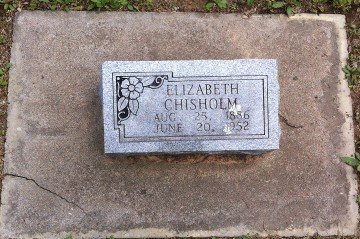 ELIZABETH
CHISHOLM
AUG. 25, 1886
JUNE 20, 1952